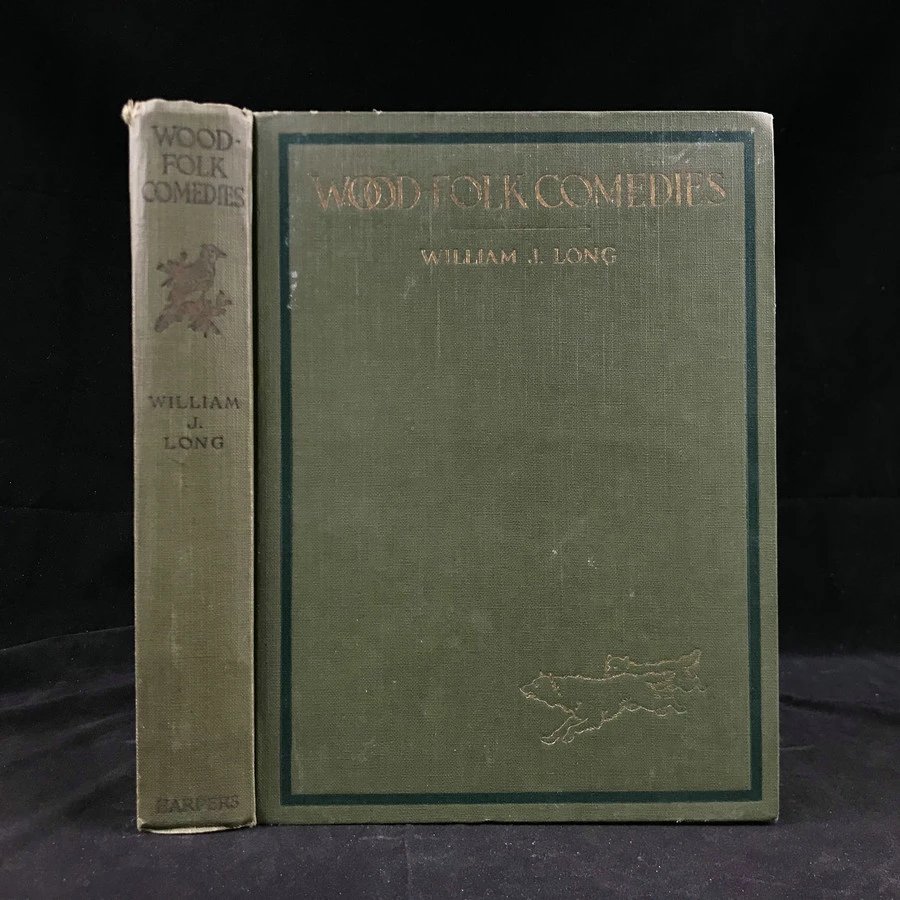 WOOD-
FOLK
COMEDIES
WILLIAM
J.
LONG
HARPERS
WOOD-FOLK COMEDIES
WILLIAM J. LONG